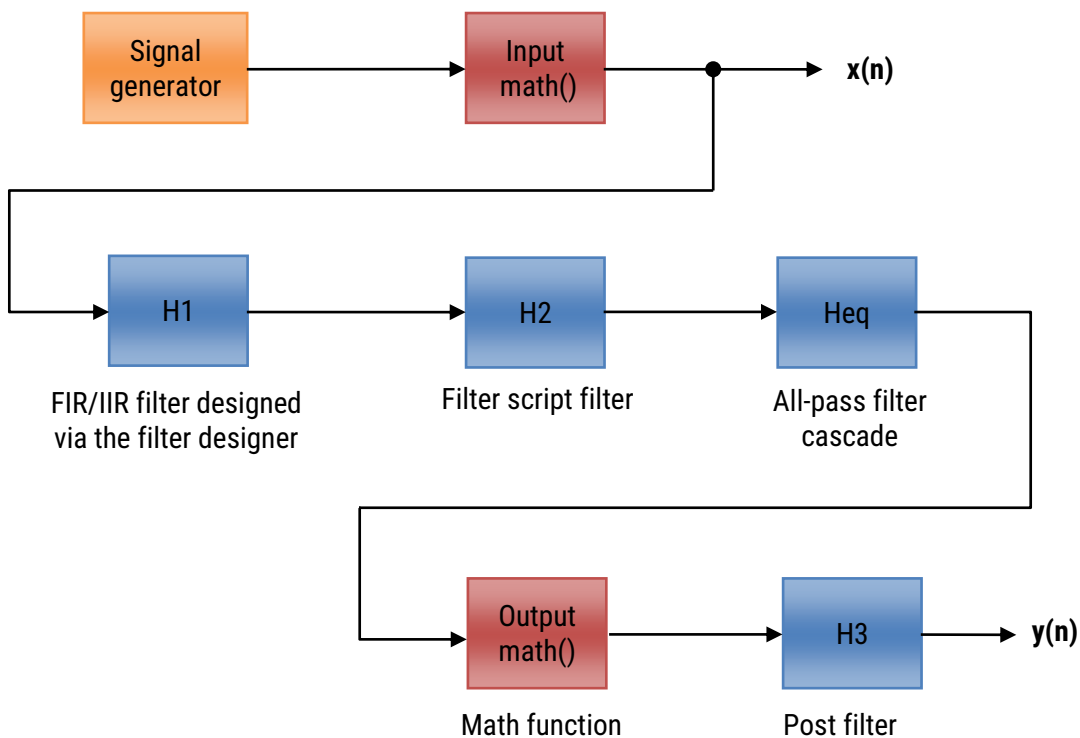 Signal
generator
Input
math()
x(n)
H1
H2
Heq
FIR/IIR filter designed
via the filter designer
Filter script filter
All-pass filter
cascade
Output
math()
H3
y(n)
Math function
Post filter